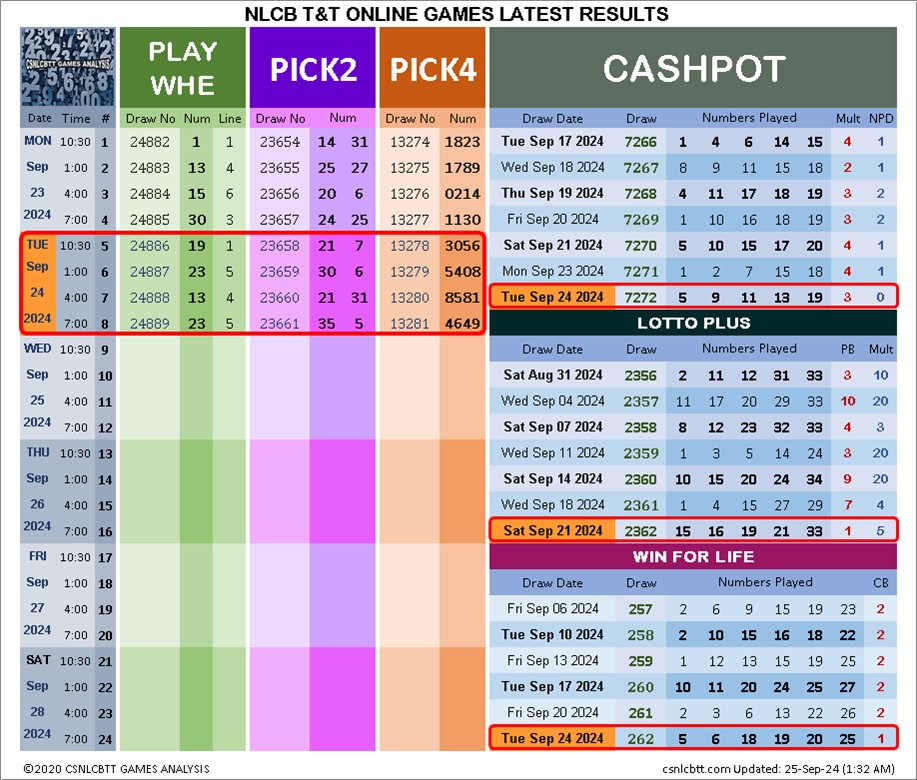 NLCB T&T ONLINE GAMES LATEST RESULTS
CSNLCBTT GAMES ANALYSIS
PLAY WHE
PICK2
PICK4
CASHPOT
Date Time # Draw No Num Line Draw No Num Draw No Num
MON 10:30 1 24882 1 1 23654 14 31 13274 1823
Sep 1:00 2 24883 13 4 23655 25 27 13275 1789
23 4:00 3 24884 15 6 23656 20 6 13276 0214
2024 7:00 4 24885 30 3 23657 24 25 13277 1130
TUE 10:30 5 24886 19 1 23658 21 7 13278 3056
Sep 1:00 6 24887 23 5 23659 30 6 13279 5408
24 4:00 7 24888 13 4 23660 21 31 13280 8581
2024 7:00 8 24889 23 5 23661 35 5 13281 4649
WED 10:30 9
Sep 1:00 10
25 4:00 11
2024 7:00 12
THU 10:30 13
Sep 1:00 14
26 4:00 15
2024 7:00 16
FRI 10:30 17
Sep 1:00 18
27 4:00 19
2024 7:00 20
SAT 10:30 21
Sep 1:00 22
28 4:00 23
2024 7:00 24
Draw Date Draw Numbers Played Mult NPD
Tue Sep 17 2024 7266 1 4 6 14 15 4 1
Wed Sep 18 2024 7267 8 9 11 15 18 2 1
Thu Sep 19 2024 7268 4 11 17 18 19 3 2
Fri Sep 20 2024 7269 1 10 16 18 19 3 2
Sat Sep 21 2024 7270 5 10 15 17 20 4 1
Mon Sep 23 2024 7271 1 2 7 15 18 4 1
Tue Sep 24 2024 7272 5 9 11 13 19 3 0
LOTTO PLUS
Draw Date Draw Numbers Played PB Mult
Sat Aug 31 2024 2356 2 11 12 31 33 3 10
Wed Sep 04 2024 2357 11 17 20 29 33 10 20
Sat Sep 07 2024 2358 8 12 23 32 33 4 3
Wed Sep 11 2024 2359 1 3 5 14 24 3 20
Sat Sep 14 2024 2360 10 15 20 24 34 9 20
Wed Sep 18 2024 2361 1 4 15 27 29 7 4
Sat Sep 21 2024 2362 15 16 19 21 33 1 5
WIN FOR LIFE
Draw Date Draw Numbers Played CB
Fri Sep 06 2024 257 2 6 9 15 19 23 2
Tue Sep 10 2024 258 2 10 15 16 18 22 2
Fri Sep 13 2024 259 1 12 13 15 19 25 2
Tue Sep 17 2024 260 10 11 20 24 25 27 2
Fri Sep 20 2024 261 2 3 6 13 22 26 2
Tue Sep 24 2024 262 5 6 18 19 20 25 1
©2020 CSNLCBTT GAMES ANALYSIS
csnlcbtt.com Updated: 25-Sep-24 (1:32 AM)